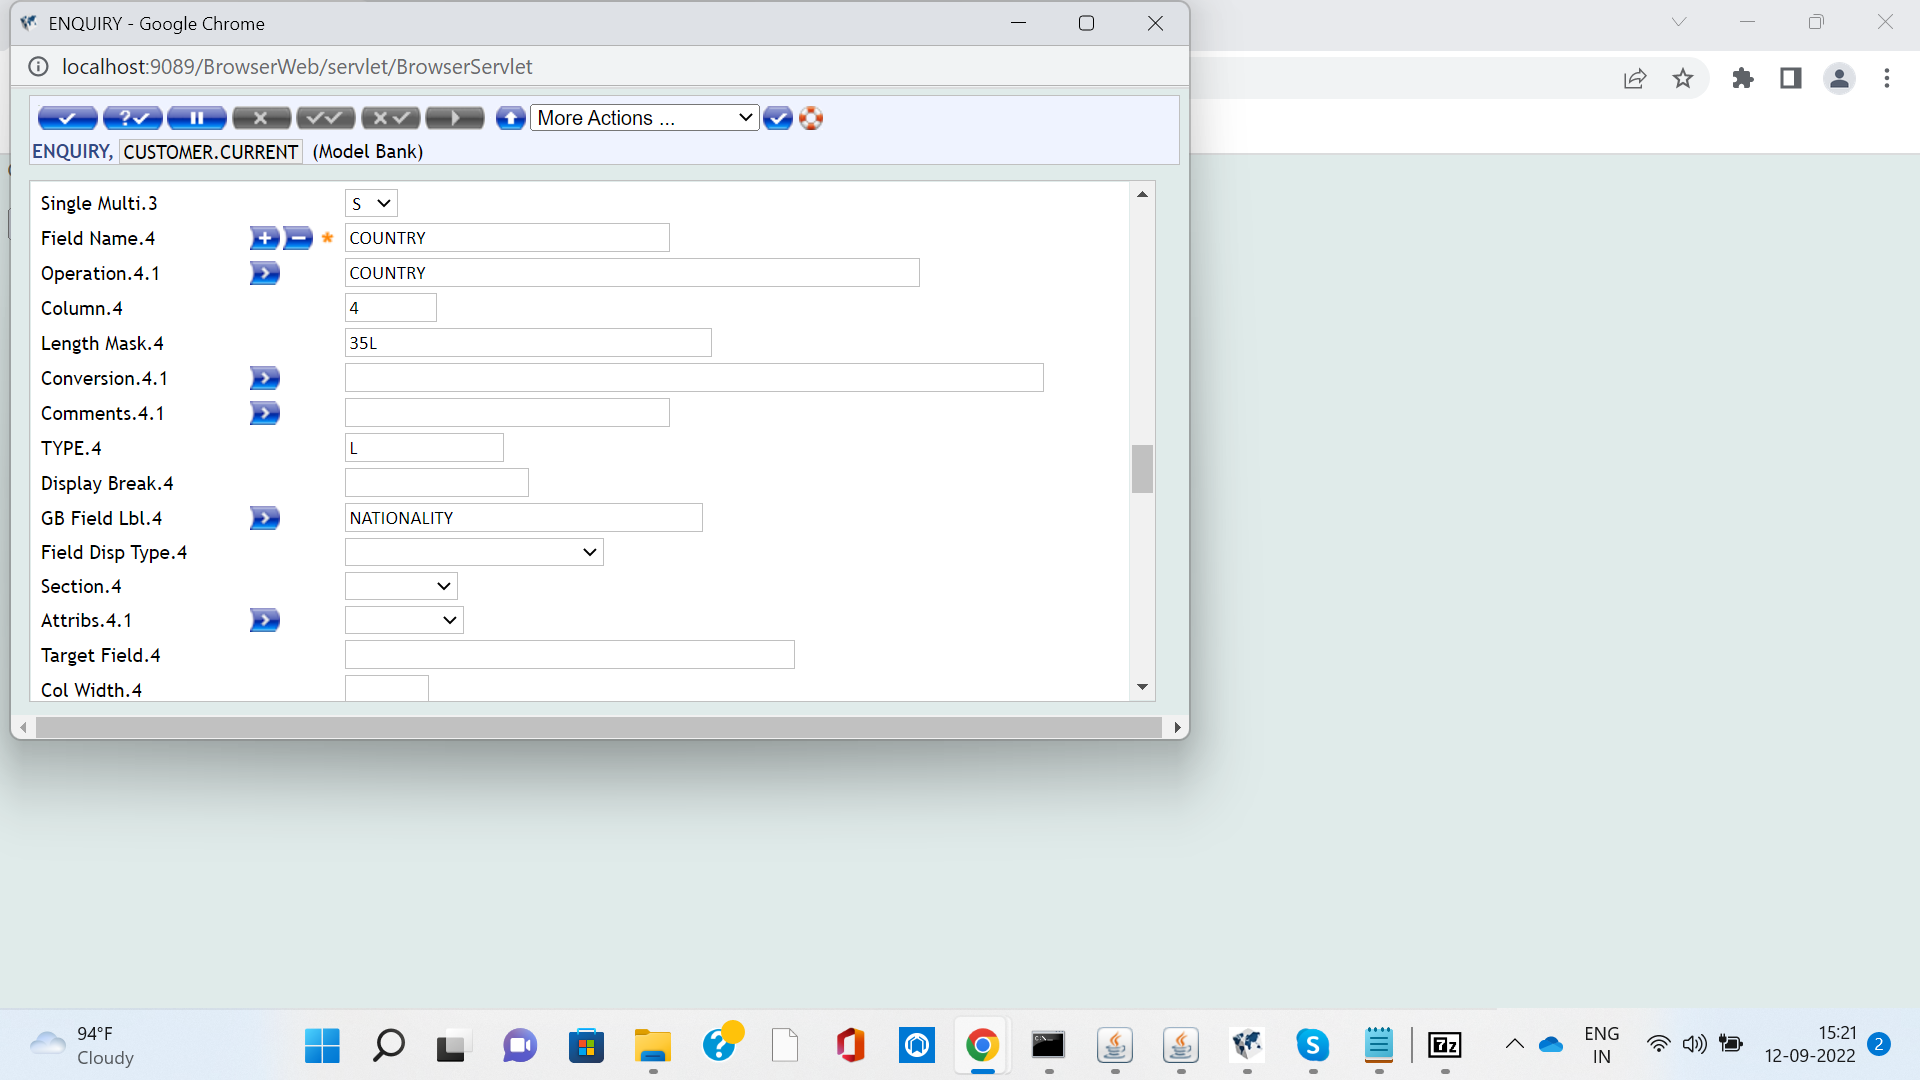 ENQUIRY - Google Chrome
localhost:9089/BrowserWeb/servlet/BrowserServlet
More Actions ...
ENQUIRY, CUSTOMER.CURRENT (Model Bank)
Single Multi.3 S
Field Name.4 * COUNTRY
Operation.4.1 COUNTRY
Column.4 4
Length Mask.4 35L
Conversion.4.1
Comments.4.1
TYPE.4 L
Display Break.4
GB Field Lbl.4 NATIONALITY
Field Disp Type.4
Section.4
Attribs.4.1
Target Field.4
Col Width.4
94°F
Cloudy
7z
ENG
IN
15:21
12-09-2022
2